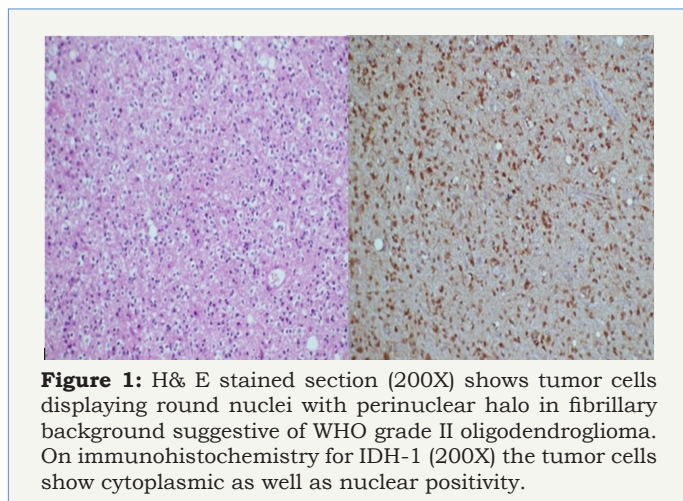 Figure 1: H& E stained section (200X) shows tumor cells
displaying round nuclei with perinuclear halo in fibrillary
background suggestive of WHO grade II oligodendroglioma.
On immunohistochemistry for IDH-1 (200X) the tumor cells
show cytoplasmic as well as nuclear positivity.